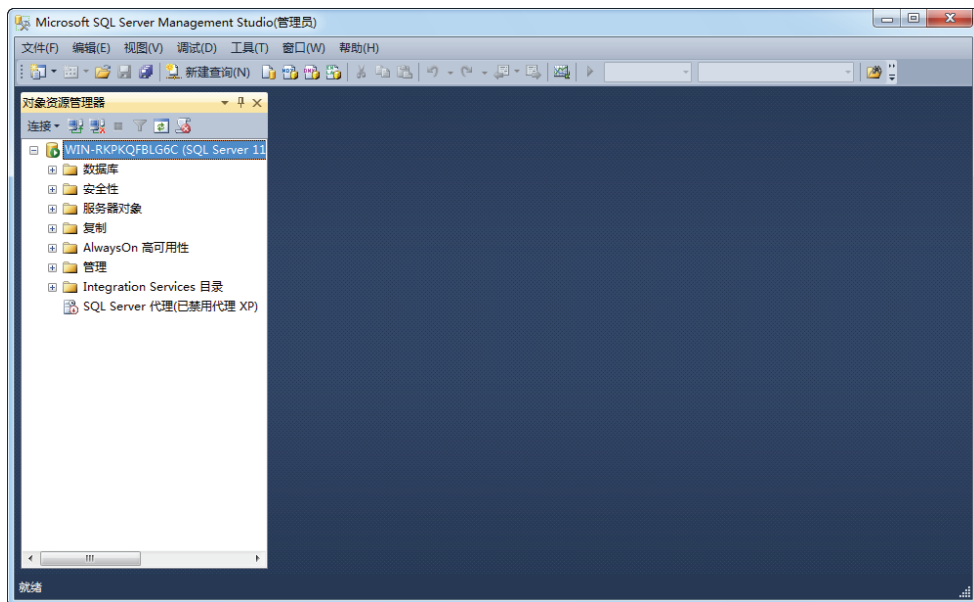 Microsoft SQL Server Management Studio(管理员)
文件(F) 编辑(E) 视图(V) 调试(D) 工具(T) 窗口(W) 帮助(H)
新建查询(N)
对象资源管理器
连接
WIN-RKPKQFBLG6C (SQL Server 11
数据库
安全性
服务器对象
复制
AlwaysOn 高可用性
管理
Integration Services 目录
SQL Server 代理(已禁用代理 XP)
就绪